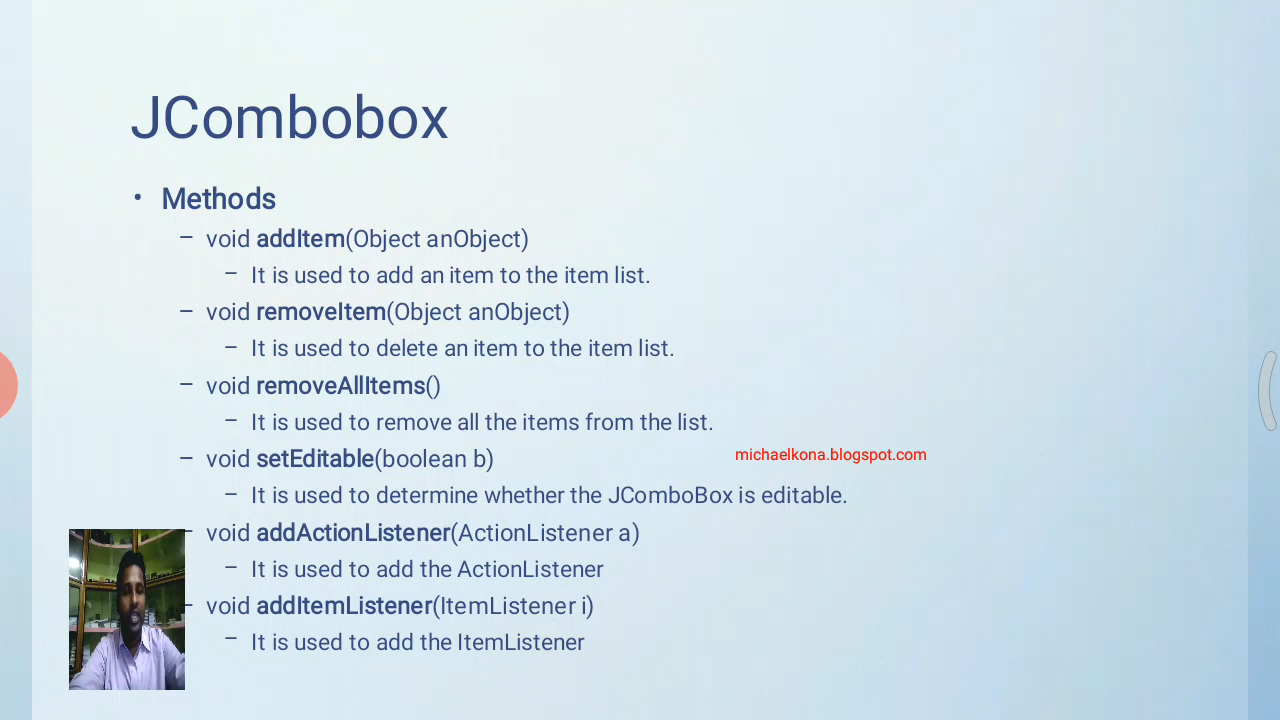 JCombobox
• Methods
– void addItem(Object anObject)
– It is used to add an item to the item list.
– void removeItem(Object anObject)
– It is used to delete an item to the item list.
– void removeAllItems()
– It is used to remove all the items from the list.
– void setEditable(boolean b)
michaelkona.blogspot.com
– It is used to determine whether the JComboBox is editable.
– void addActionListener(ActionListener a)
– It is used to add the ActionListener
– void addItemListener(ItemListener i)
– It is used to add the ItemListener